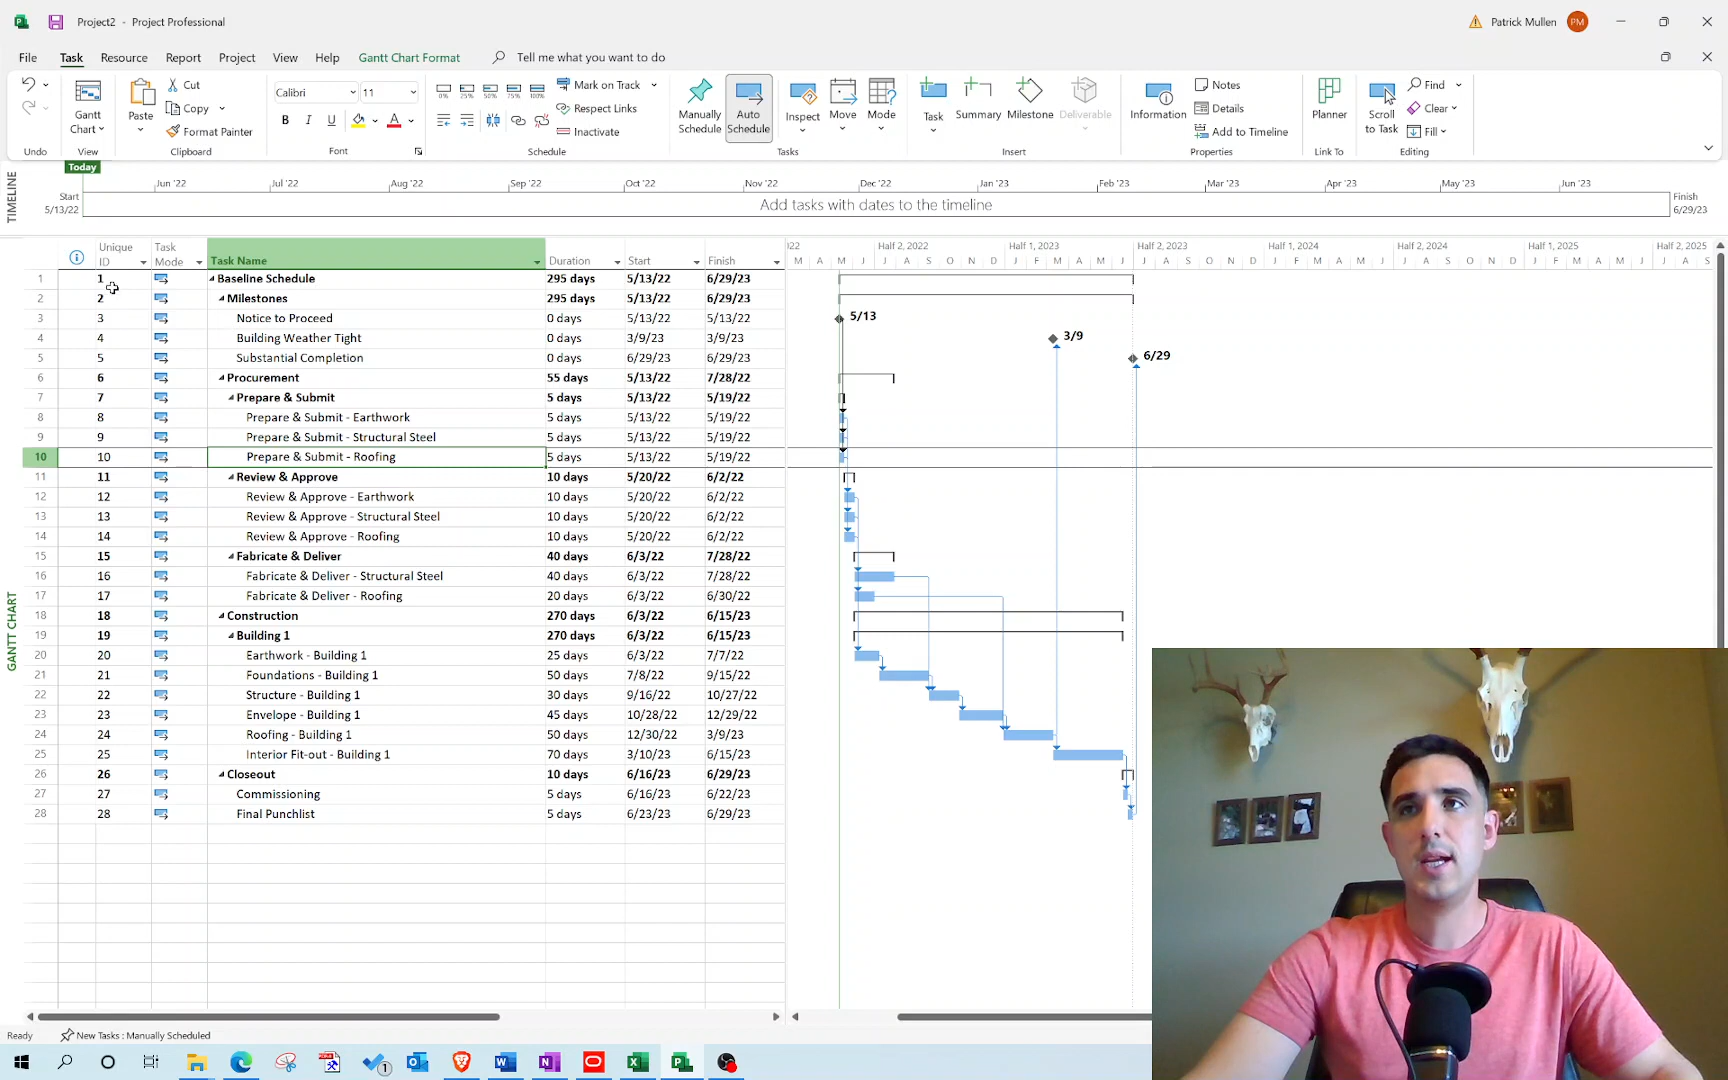 Project2 - Project Professional
Patrick Mullen PM
File Task Resource Report Project View Help Gantt Chart Format Tell me what you want to do
Undo
Gantt Chart
View
Paste
Cut
Copy
Format Painter
Clipboard
Calibri 11
B I U A
Font
0% 25% 50% 75% 100%
Mark on Track
Respect Links
Inactivate
Schedule
Manually Schedule
Auto Schedule
Inspect
Move
Mode
Tasks
Task
Summary
Milestone
Deliverable
Insert
Information
Notes
Details
Add to Timeline
Properties
Planner
Link To
Scroll to Task
Find
Clear
Fill
Editing
TIMELINE
Today
Start
5/13/22
Jun '22 Jul '22 Aug '22 Sep '22 Oct '22 Nov '22 Dec '22 Jan '23 Feb '23 Mar '23 Apr '23 May '23 Jun '23
Add tasks with dates to the timeline
Finish
6/29/23
GANTT CHART
Unique ID Task Mode Task Name Duration Start Finish
1 1 Baseline Schedule 295 days 5/13/22 6/29/23
2 2 Milestones 295 days 5/13/22 6/29/23
3 3 Notice to Proceed 0 days 5/13/22 5/13/22
4 4 Building Weather Tight 0 days 3/9/23 3/9/23
5 5 Substantial Completion 0 days 6/29/23 6/29/23
6 6 Procurement 55 days 5/13/22 7/28/22
7 7 Prepare & Submit 5 days 5/13/22 5/19/22
8 8 Prepare & Submit - Earthwork 5 days 5/13/22 5/19/22
9 9 Prepare & Submit - Structural Steel 5 days 5/13/22 5/19/22
10 10 Prepare & Submit - Roofing 5 days 5/13/22 5/19/22
11 11 Review & Approve 10 days 5/20/22 6/2/22
12 12 Review & Approve - Earthwork 10 days 5/20/22 6/2/22
13 13 Review & Approve - Structural Steel 10 days 5/20/22 6/2/22
14 14 Review & Approve - Roofing 10 days 5/20/22 6/2/22
15 15 Fabricate & Deliver 40 days 6/3/22 7/28/22
16 16 Fabricate & Deliver - Structural Steel 40 days 6/3/22 7/28/22
17 17 Fabricate & Deliver - Roofing 20 days 6/3/22 6/30/22
18 18 Construction 270 days 6/3/22 6/15/23
19 19 Building 1 270 days 6/3/22 6/15/23
20 20 Earthwork - Building 1 25 days 6/3/22 7/7/22
21 21 Foundations - Building 1 50 days 7/8/22 9/15/22
22 22 Structure - Building 1 30 days 9/16/22 10/27/22
23 23 Envelope - Building 1 45 days 10/28/22 12/29/22
24 24 Roofing - Building 1 50 days 12/30/22 3/9/23
25 25 Interior Fit-out - Building 1 70 days 3/10/23 6/15/23
26 26 Closeout 10 days 6/16/23 6/29/23
27 27 Commissioning 5 days 6/16/23 6/22/23
28 28 Final Punchlist 5 days 6/23/23 6/29/23
)22 Half 2, 2022 Half 1, 2023 Half 2, 2023 Half 1, 2024 Half 2, 2024 Half 1, 2025 Half 2, 2025
M A M J J A S O N D J F M A M J J A S O N D J F M A M J J A S O N D J F M A M J J A S
5/13
3/9
6/29
Ready New Tasks : Manually Scheduled
1